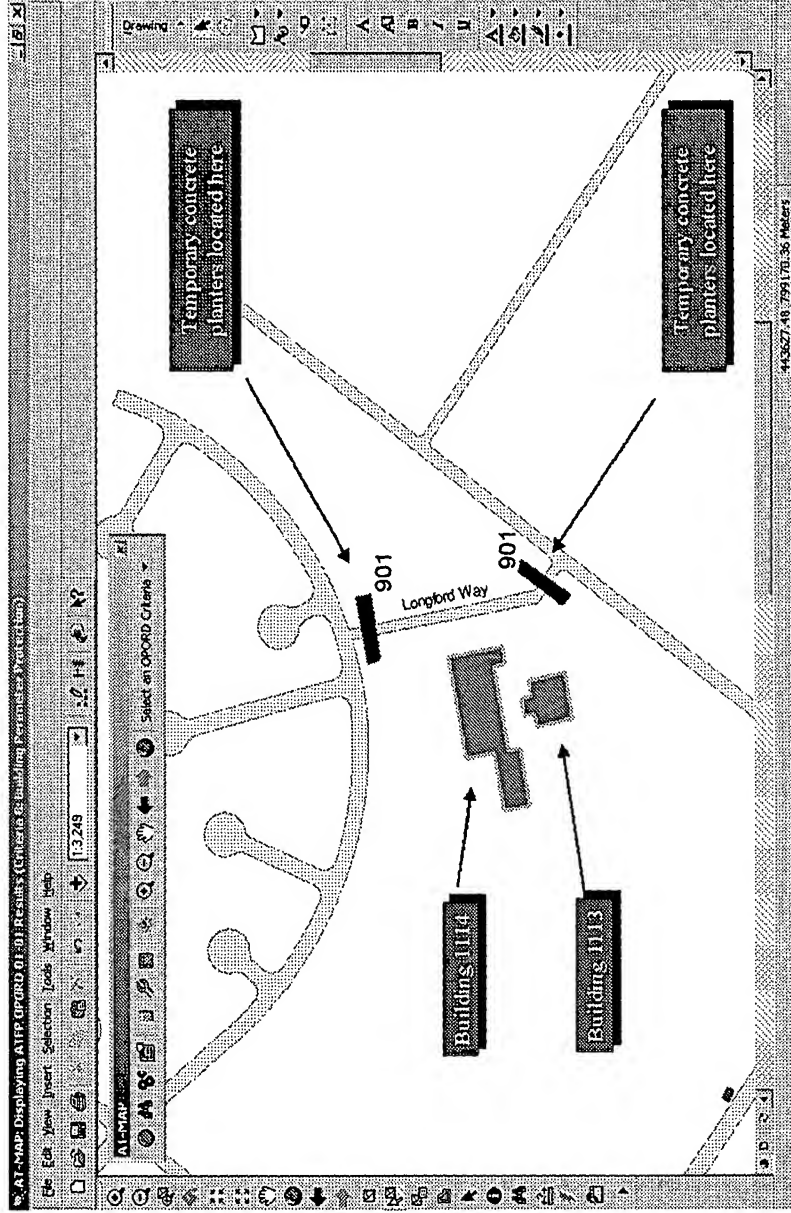 AT-MAP: Displaying ATFP OPORD 01-01 Results (Criteria 8: Building Perimeter Protection)
File Edit View Insert Selection Tools Window Help
1:3,249
AT-MAP
Select an OPORD Criteria
Drawing
A
B
I
U
A
Temporary concrete
planters located here
901
Longford Way
901
Building 1114
Building 1113
Temporary concrete
planters located here
443627.48 799170.36 Meters